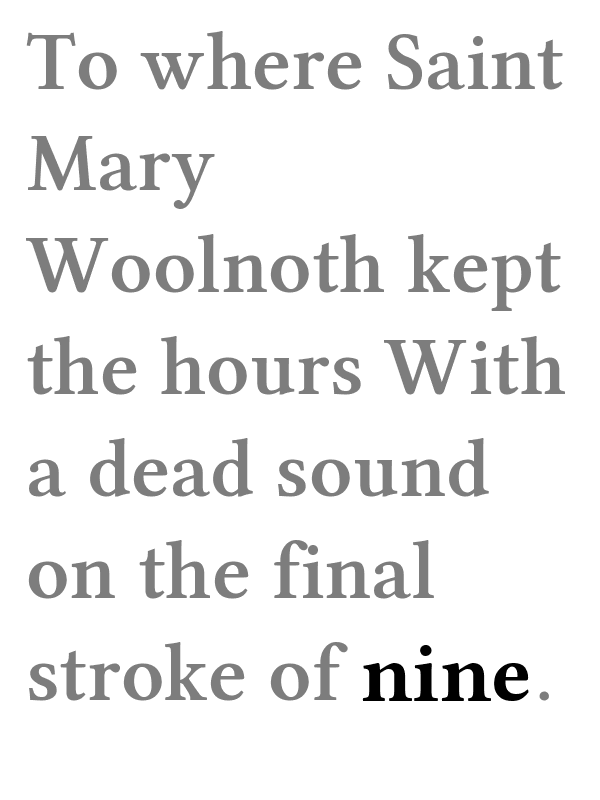 To where Saint
Mary
Woolnoth kept
the hours With
a dead sound
on the final
stroke of nine.